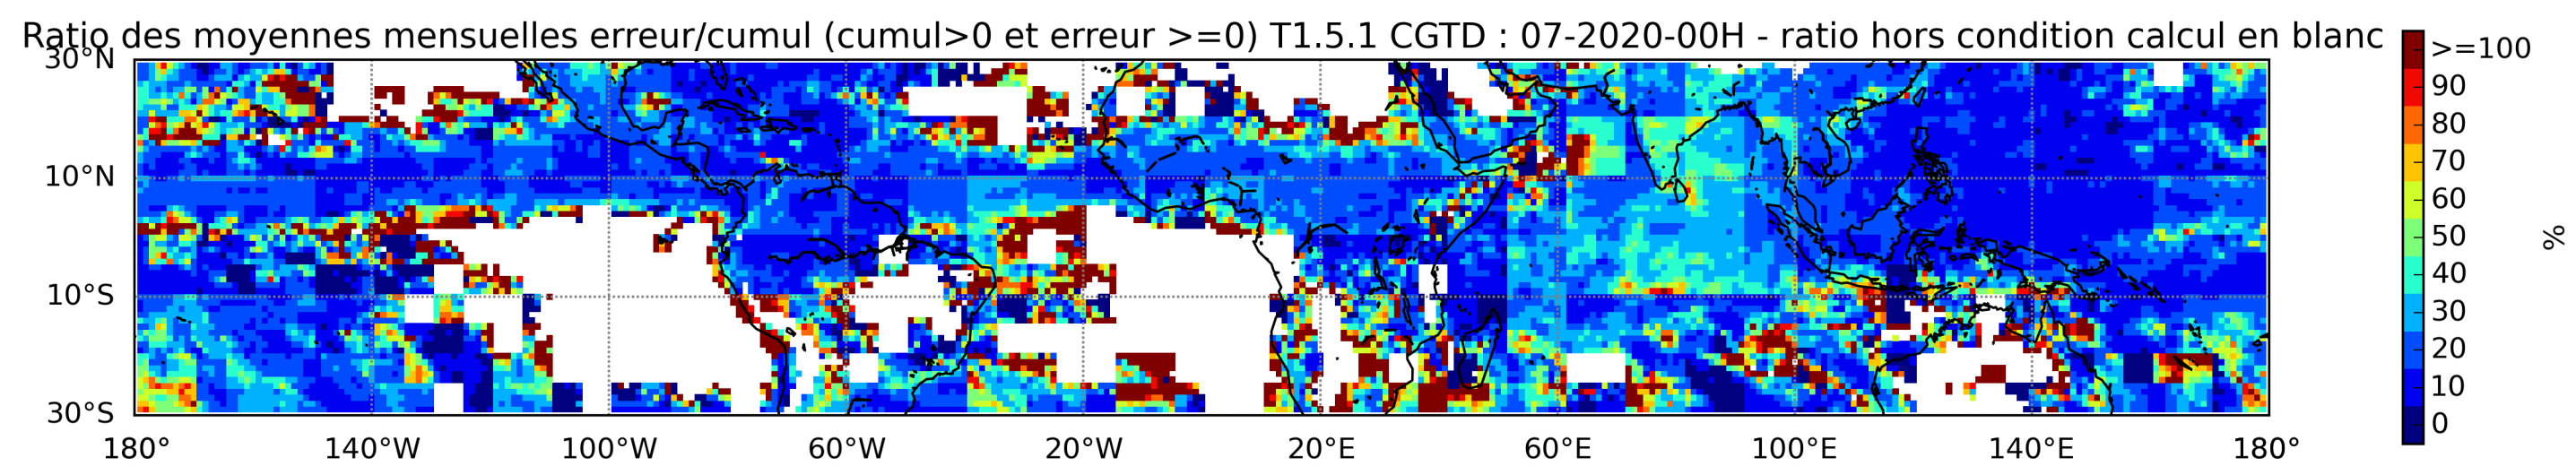 Ratio des moyennes mensuelles erreur/cumul (cumul>0 et erreur >=0) T1.5.1 CGTD : 07-2020-00H - ratio hors condition calcul en blanc
30°N
10°N
10°S
30°S
180° 140°W 100°W 60°W 20°W 20°E 60°E 100°E 140°E 180°
>=100
90
80
70
60
50
40
30
20
10
0
%